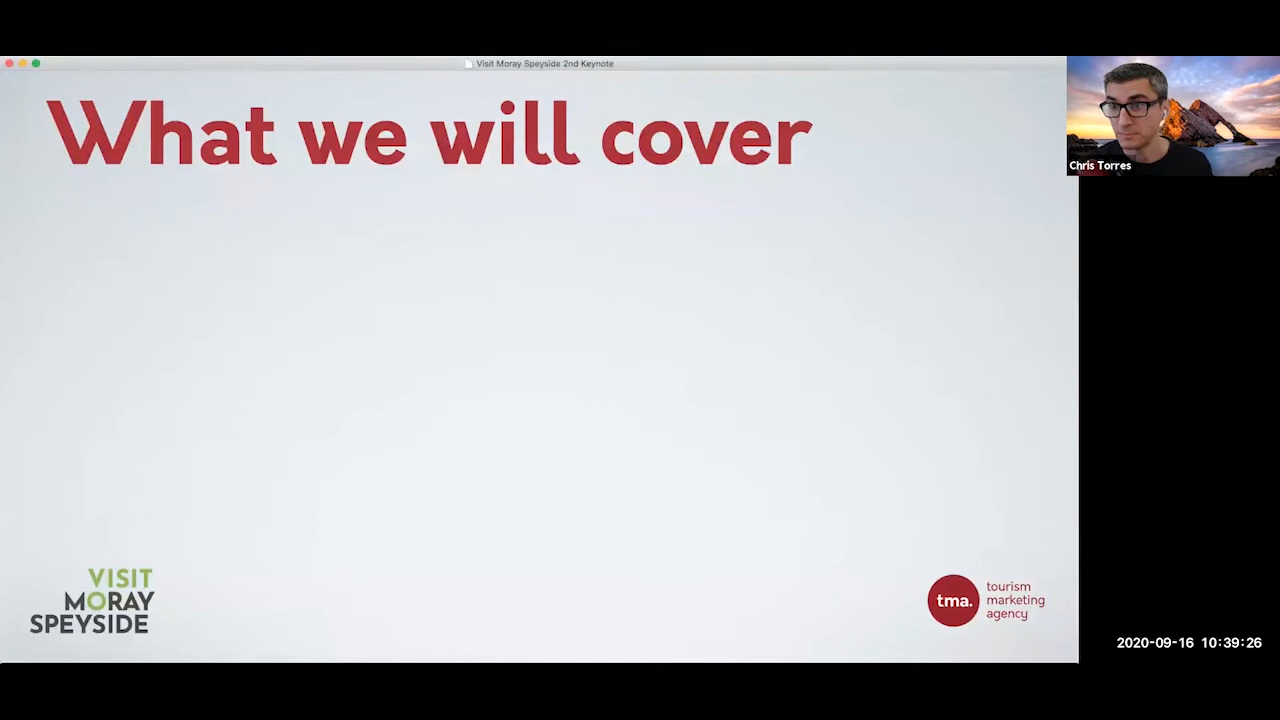 Visit Moray Speyside 2nd Keynote
What we will cover
Chris Torres
VISIT
MORAY
SPEYSIDE
tma.
tourism
marketing
agency
2020-09-16 10:39:26